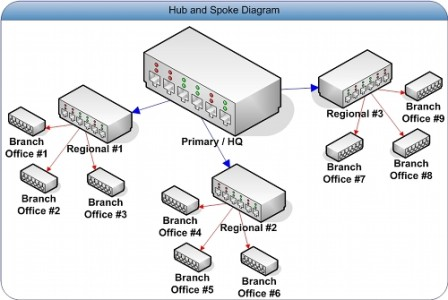 Hub and Spoke Diagram
Primary / HQ
Regional #1
Branch
Office #1
Branch
Office #2
Branch
Office #3
Regional #2
Branch
Office #4
Branch
Office #5
Branch
Office #6
Regional #3
Branch
Office #7
Branch
Office #8
Branch
Office #9